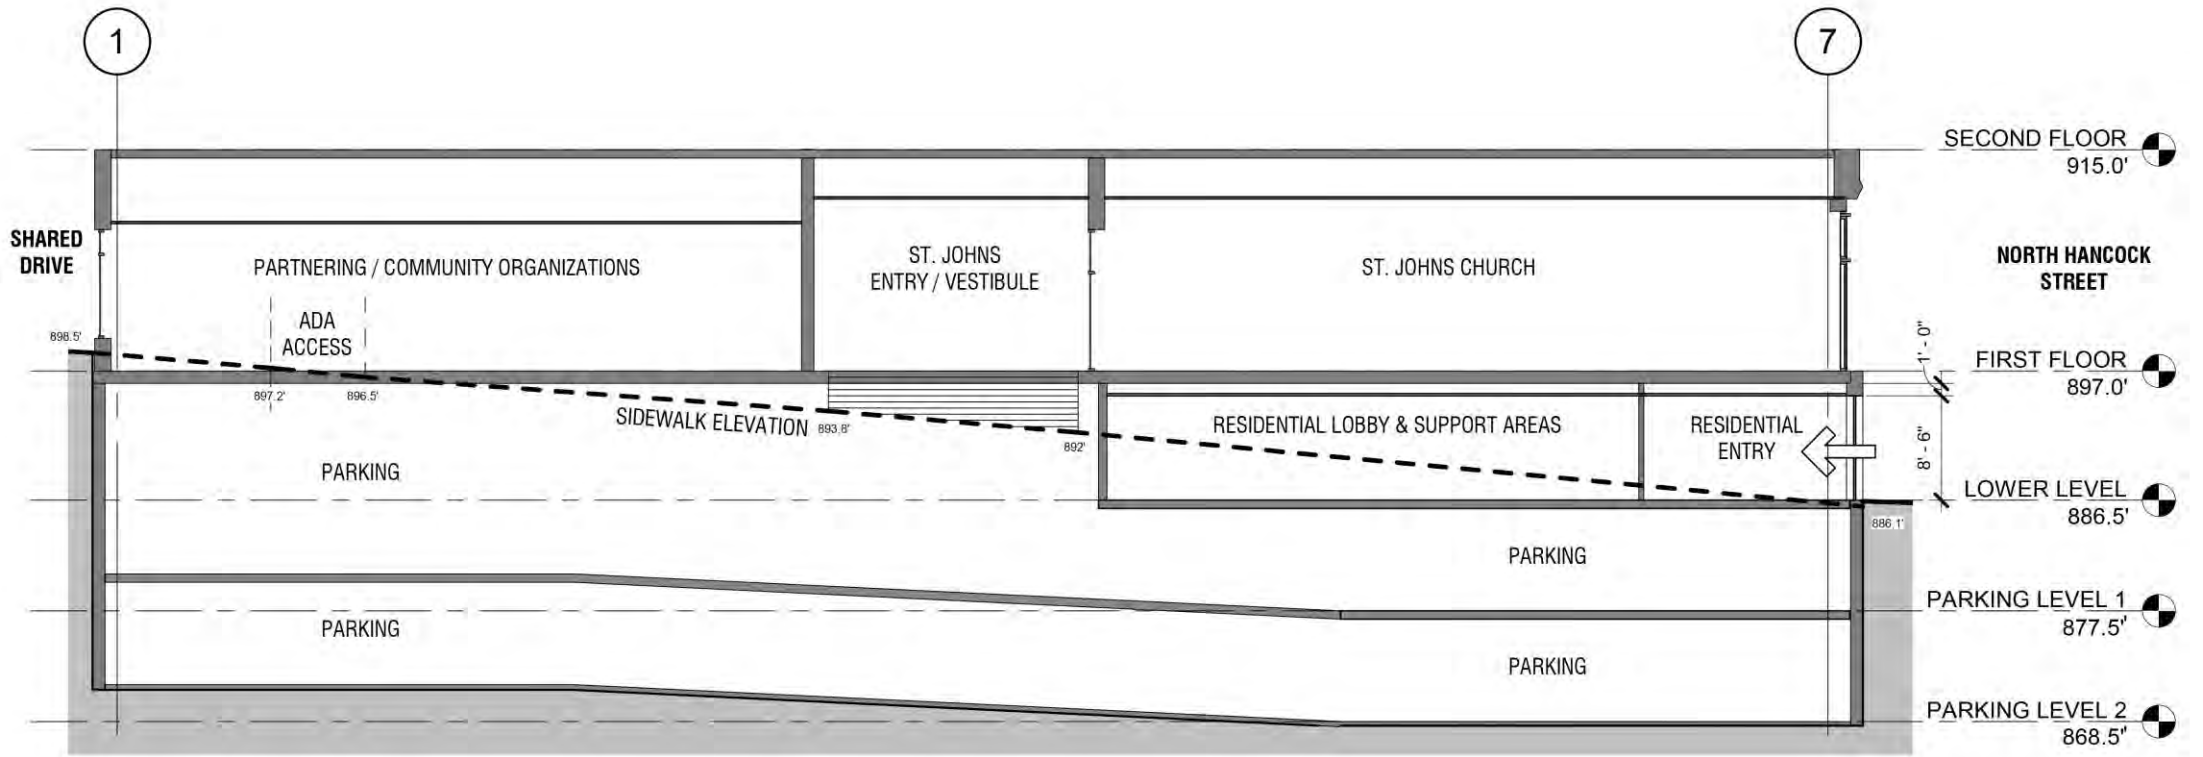 1
7
SECOND FLOOR
915.0'
SHARED
DRIVE
PARTNERING / COMMUNITY ORGANIZATIONS
ST. JOHNS
ENTRY / VESTIBULE
ST. JOHNS CHURCH
NORTH HANCOCK
STREET
ADA
ACCESS
898.5'
1' - 0"
FIRST FLOOR
897.0'
897.2'
896.5'
SIDEWALK ELEVATION
893.8'
892'
RESIDENTIAL LOBBY & SUPPORT AREAS
RESIDENTIAL
ENTRY
8' - 6"
PARKING
LOWER LEVEL
886.5'
886.1'
PARKING
PARKING LEVEL 1
877.5'
PARKING
PARKING
PARKING LEVEL 2
868.5'